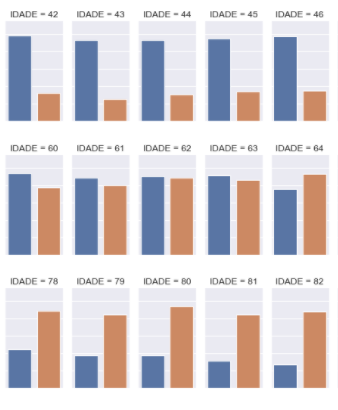 IDADE = 42 IDADE = 43 IDADE = 44 IDADE = 45 IDADE = 46
IDADE = 60 IDADE = 61 IDADE = 62 IDADE = 63 IDADE = 64
IDADE = 78 IDADE = 79 IDADE = 80 IDADE = 81 IDADE = 82